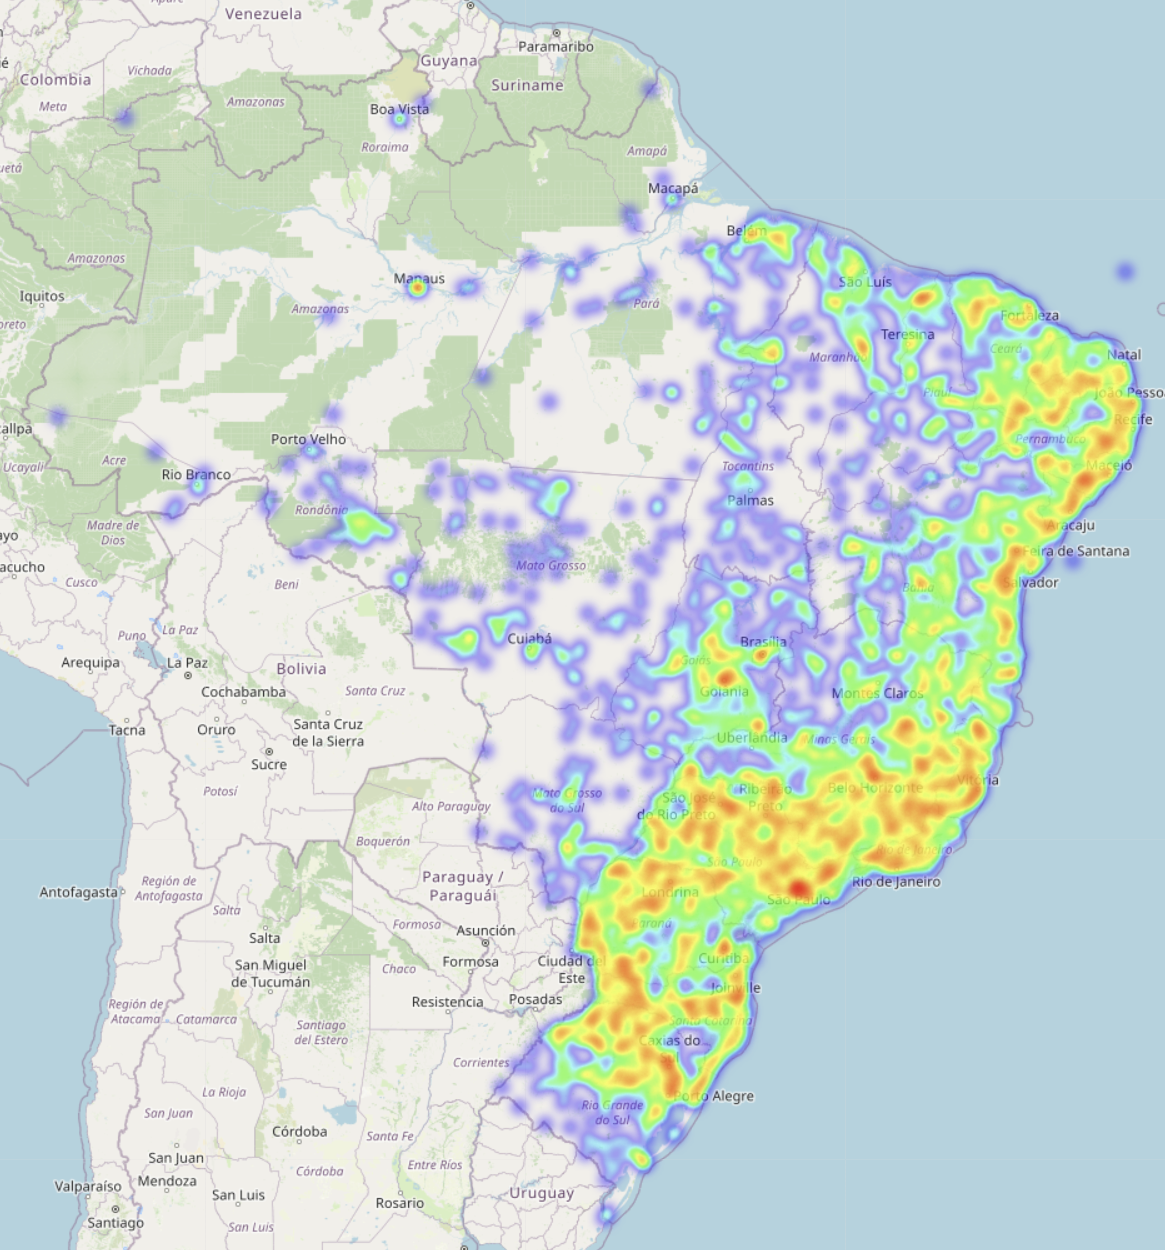 Venezuela
Paramaribo
Guyana
Suriname
Colombia
Vichada
Meta
Amazonas
Boa Vista
Roraima
Amapá
Macapá
Belém
Amazonas
Manaus
Iquitos
Amazonas
Pará
São Luís
Fortaleza
Teresina
Ceará
Maranhão
Natal
Piauí
João Pesso
Recife
Porto Velho
Pernambuco
Acre
Rio Branco
Ucayali
Maceió
Tocantins
Palmas
Rondônia
Madre de
Dios
Aracaju
Feira de Santana
Mato Grosso
Cusco
Beni
Bahia
Salvador
Puno
La Paz
Cuiabá
Brasília
Arequipa
La Paz
Bolivia
Goiás
Cochabamba
Santa Cruz
Goiânia
Montes Claros
Tacna
Oruro
Santa Cruz
de la Sierra
Uberlândia
Minas Gerais
Sucre
Potosí
Vitória
Mato Grosso
do Sul
São José
do Rio Preto
Ribeirão
Preto
Belo Horizonte
Alto Paraguay
Boquerón
Rio de Janeiro
São Paulo
Paraguay /
Paraguái
Rio de Janeiro
Región de
Antofagasta
Antofagasta
Londrina
São Paulo
Salta
Formosa
Asunción
Paraná
Salta
Curitiba
San Miguel
de Tucumán
Chaco
Formosa
Ciudad del
Este
Joinville
Región de
Atacama
Catamarca
Resistencia
Posadas
Santiago
del Estero
Santa Catarina
Caxias do
Sul
Corrientes
La Rioja
Porto Alegre
San Juan
Rio Grande
do Sul
Córdoba
Santa Fe
San Juan
Córdoba
Entre Ríos
Valparaíso
Mendoza
San Luis
Rosario
Uruguay
Santiago
San Luis